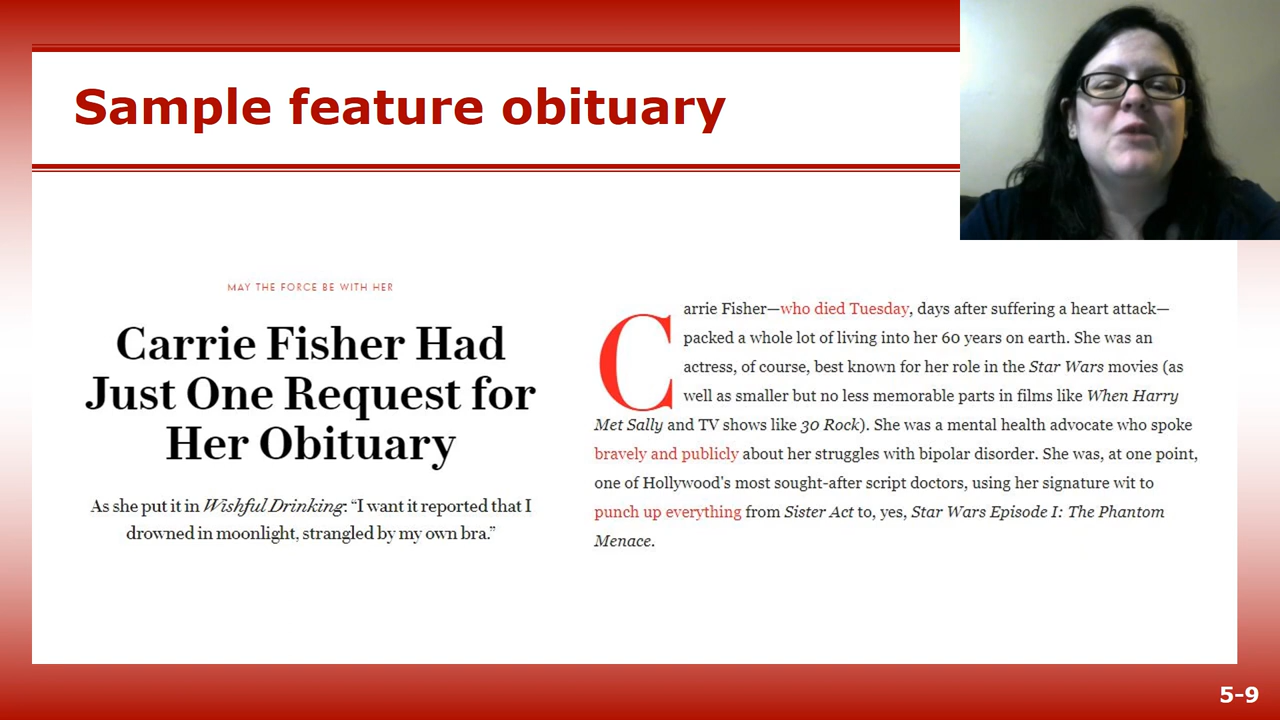 Sample feature obituary
MAY THE FORCE BE WITH HER
Carrie Fisher Had
Just One Request for
Her Obituary
As she put it in Wishful Drinking: “I want it reported that I
drowned in moonlight, strangled by my own bra.”
Carrie Fisher—who died Tuesday, days after suffering a heart attack—
packed a whole lot of living into her 60 years on earth. She was an
actress, of course, best known for her role in the Star Wars movies (as
well as smaller but no less memorable parts in films like When Harry
Met Sally and TV shows like 30 Rock). She was a mental health advocate who spoke
bravely and publicly about her struggles with bipolar disorder. She was, at one point,
one of Hollywood's most sought-after script doctors, using her signature wit to
punch up everything from Sister Act to, yes, Star Wars Episode I: The Phantom
Menace.
5-9